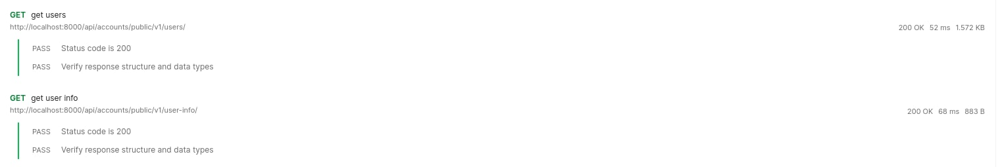 GET get users
http://localhost:8000/api/accounts/public/v1/users/ 200 OK 52 ms 1.572 KB
PASS Status code is 200
PASS Verify response structure and data types
GET get user info
http://localhost:8000/api/accounts/public/v1/user-info/ 200 OK 68 ms 883 B
PASS Status code is 200
PASS Verify response structure and data types